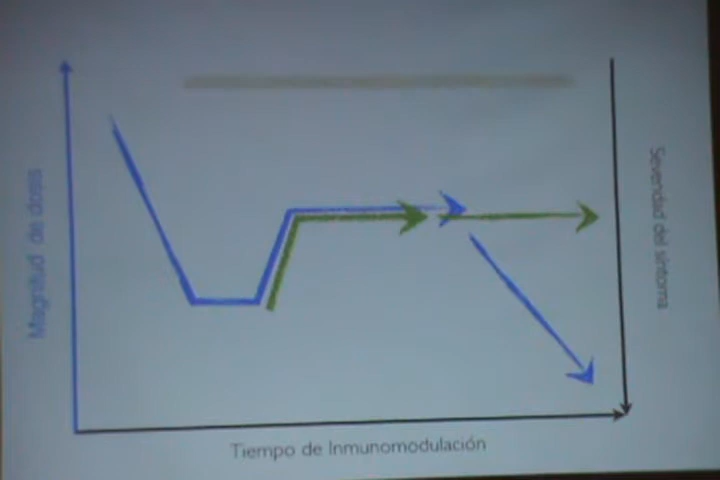 Magnitud de dosis
Severidad del síntoma
Tiempo de Inmunomodulación